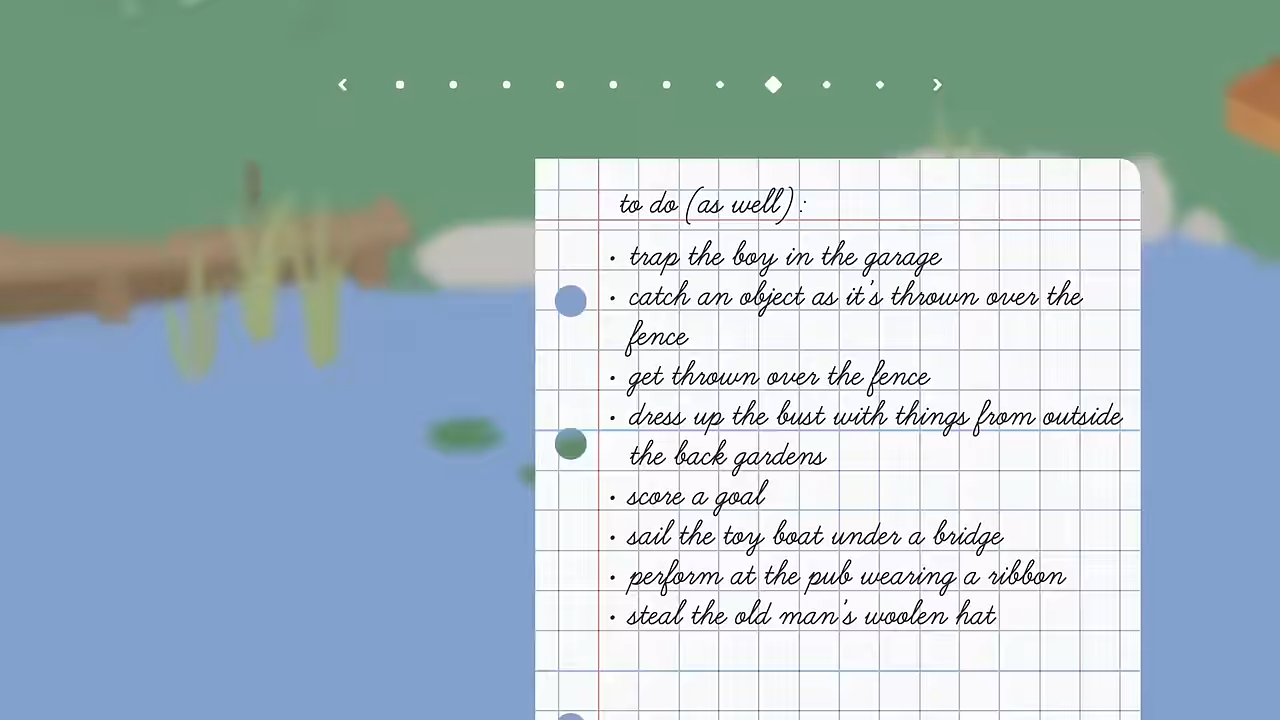 to do (as well) :
• trap the boy in the garage
• catch an object as it's thrown over the
fence
• get thrown over the fence
• dress up the bust with things from outside
the back gardens
• score a goal
• sail the toy boat under a bridge
• perform at the pub wearing a ribbon
• steal the old man's woolen hat